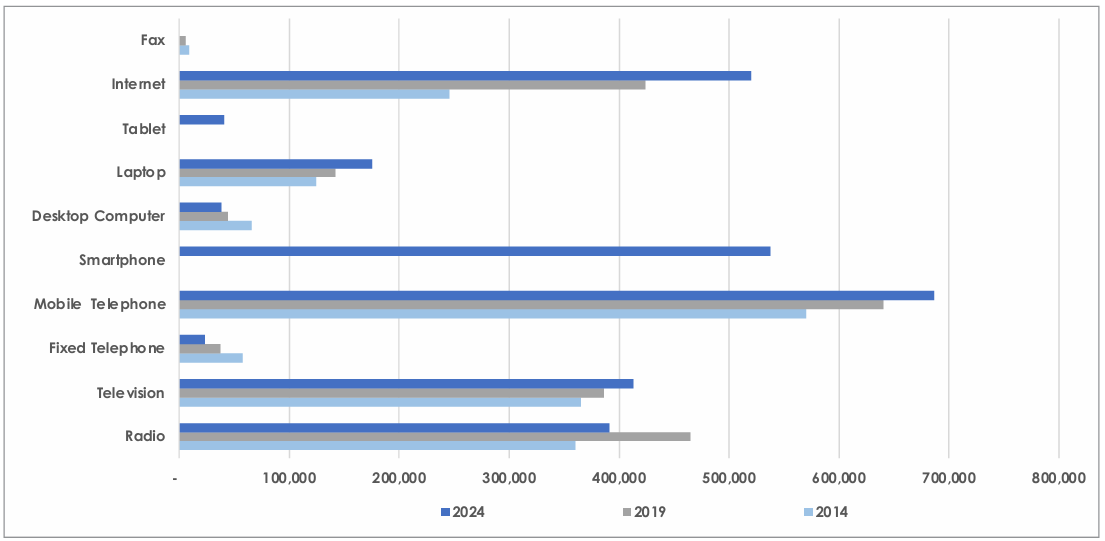 Fax
Internet
Tablet
Laptop
Desktop Computer
Smartphone
Mobile Telephone
Fixed Telephone
Television
Radio
- 100,000 200,000 300,000 400,000 500,000 600,000 700,000 800,000
2024 2019 2014